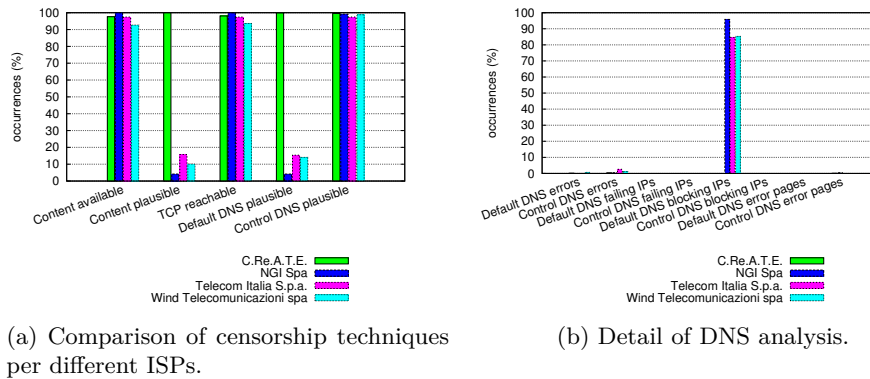 100
90
80
70
60
50
40
30
20
10
0
occurrences (%)
Content available
Content plausible
TCP reachable
Default DNS plausible
Control DNS plausible
C.Re.A.T.E.
NGI Spa
Telecom Italia S.p.a.
Wind Telecomunicazioni spa
(a) Comparison of censorship techniques
per different ISPs.
100
90
80
70
60
50
40
30
20
10
0
occurrences (%)
Default DNS errors
Control DNS errors
Default DNS failing IPs
Control DNS failing IPs
Default DNS blocking IPs
Control DNS blocking IPs
Default DNS error pages
Control DNS error pages
C.Re.A.T.E.
NGI Spa
Telecom Italia S.p.a.
Wind Telecomunicazioni spa
(b) Detail of DNS analysis.